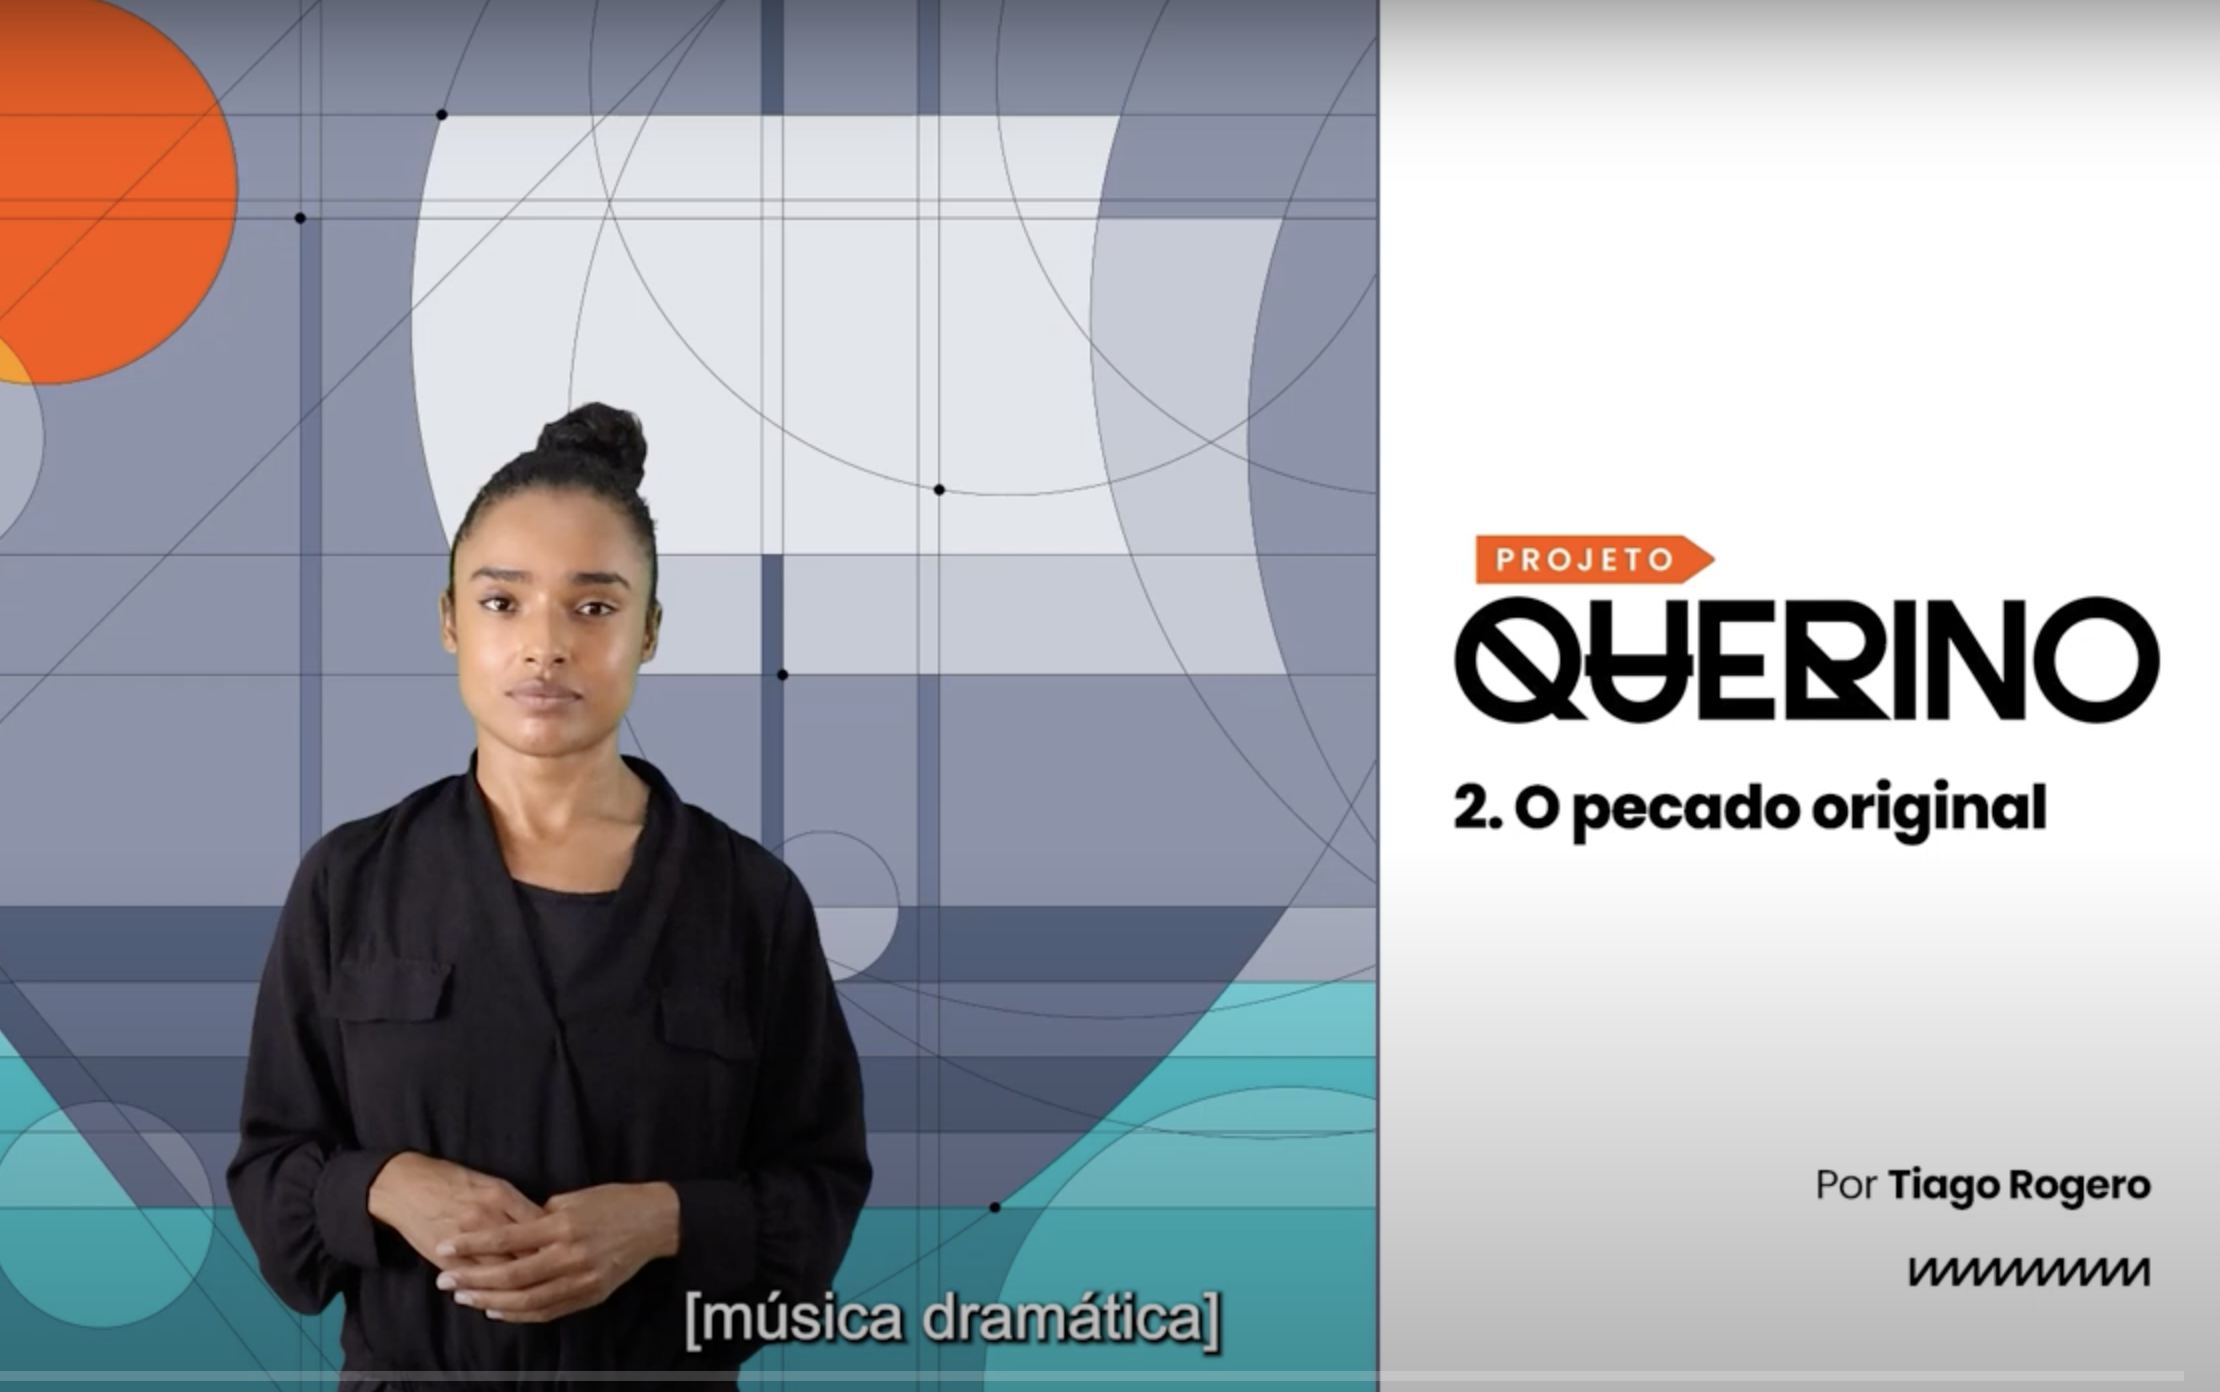 PROJETO
QUERINO
2. O pecado original
Por Tiago Rogero
[música dramática]